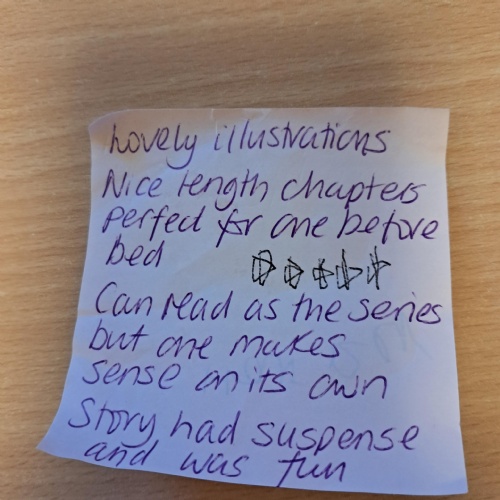 Lovely illustrations
Nice length chapters
perfect for one before
bed
Can read as the series
but one makes
sense on its own
Story had suspense
and was fun